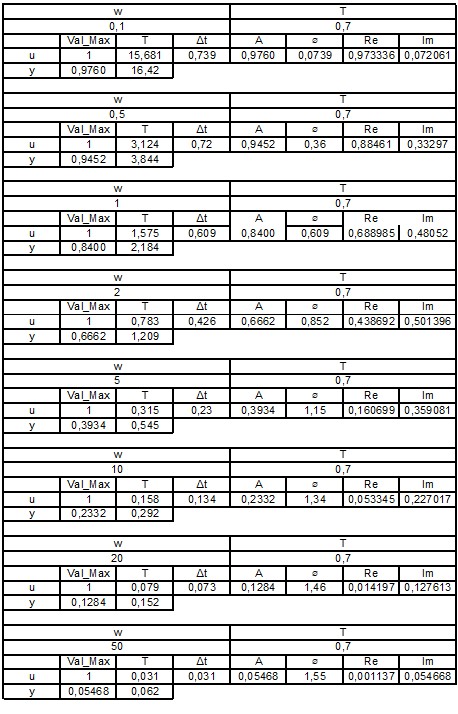 w T
0,1 0,7
Val_Max T Δt A ø Re Im
u 1 15,681 0,739 0,9760 0,0739 0,973336 0,072061
y 0,9760 16,42
w T
0,5 0,7
Val_Max T Δt A ø Re Im
u 1 3,124 0,72 0,9452 0,36 0,88461 0,33297
y 0,9452 3,844
w T
1 0,7
Val_Max T Δt A ø Re Im
u 1 1,575 0,609 0,8400 0,609 0,688985 0,48052
y 0,8400 2,184
w T
2 0,7
Val_Max T Δt A ø Re Im
u 1 0,783 0,426 0,6662 0,852 0,438692 0,501396
y 0,6662 1,209
w T
5 0,7
Val_Max T Δt A ø Re Im
u 1 0,315 0,23 0,3934 1,15 0,160699 0,359081
y 0,3934 0,545
w T
10 0,7
Val_Max T Δt A ø Re Im
u 1 0,158 0,134 0,2332 1,34 0,053345 0,227017
y 0,2332 0,292
w T
20 0,7
Val_Max T Δt A ø Re Im
u 1 0,079 0,073 0,1284 1,46 0,014197 0,127613
y 0,1284 0,152
w T
50 0,7
Val_Max T Δt A ø Re Im
u 1 0,031 0,031 0,05468 1,55 0,001137 0,054668
y 0,05468 0,062